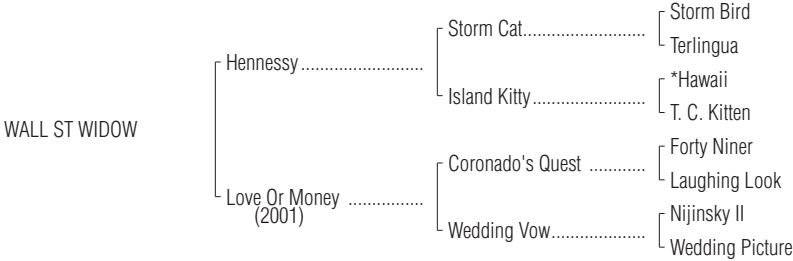 Storm Bird
Storm Cat..........................
Terlingua
Hennessy ..........................
*Hawaii
Island Kitty........................
T. C. Kitten
WALL ST WIDOW
Forty Niner
Coronado's Quest ............
Laughing Look
Love Or Money ................
(2001)
Nijinsky II
Wedding Vow....................
Wedding Picture